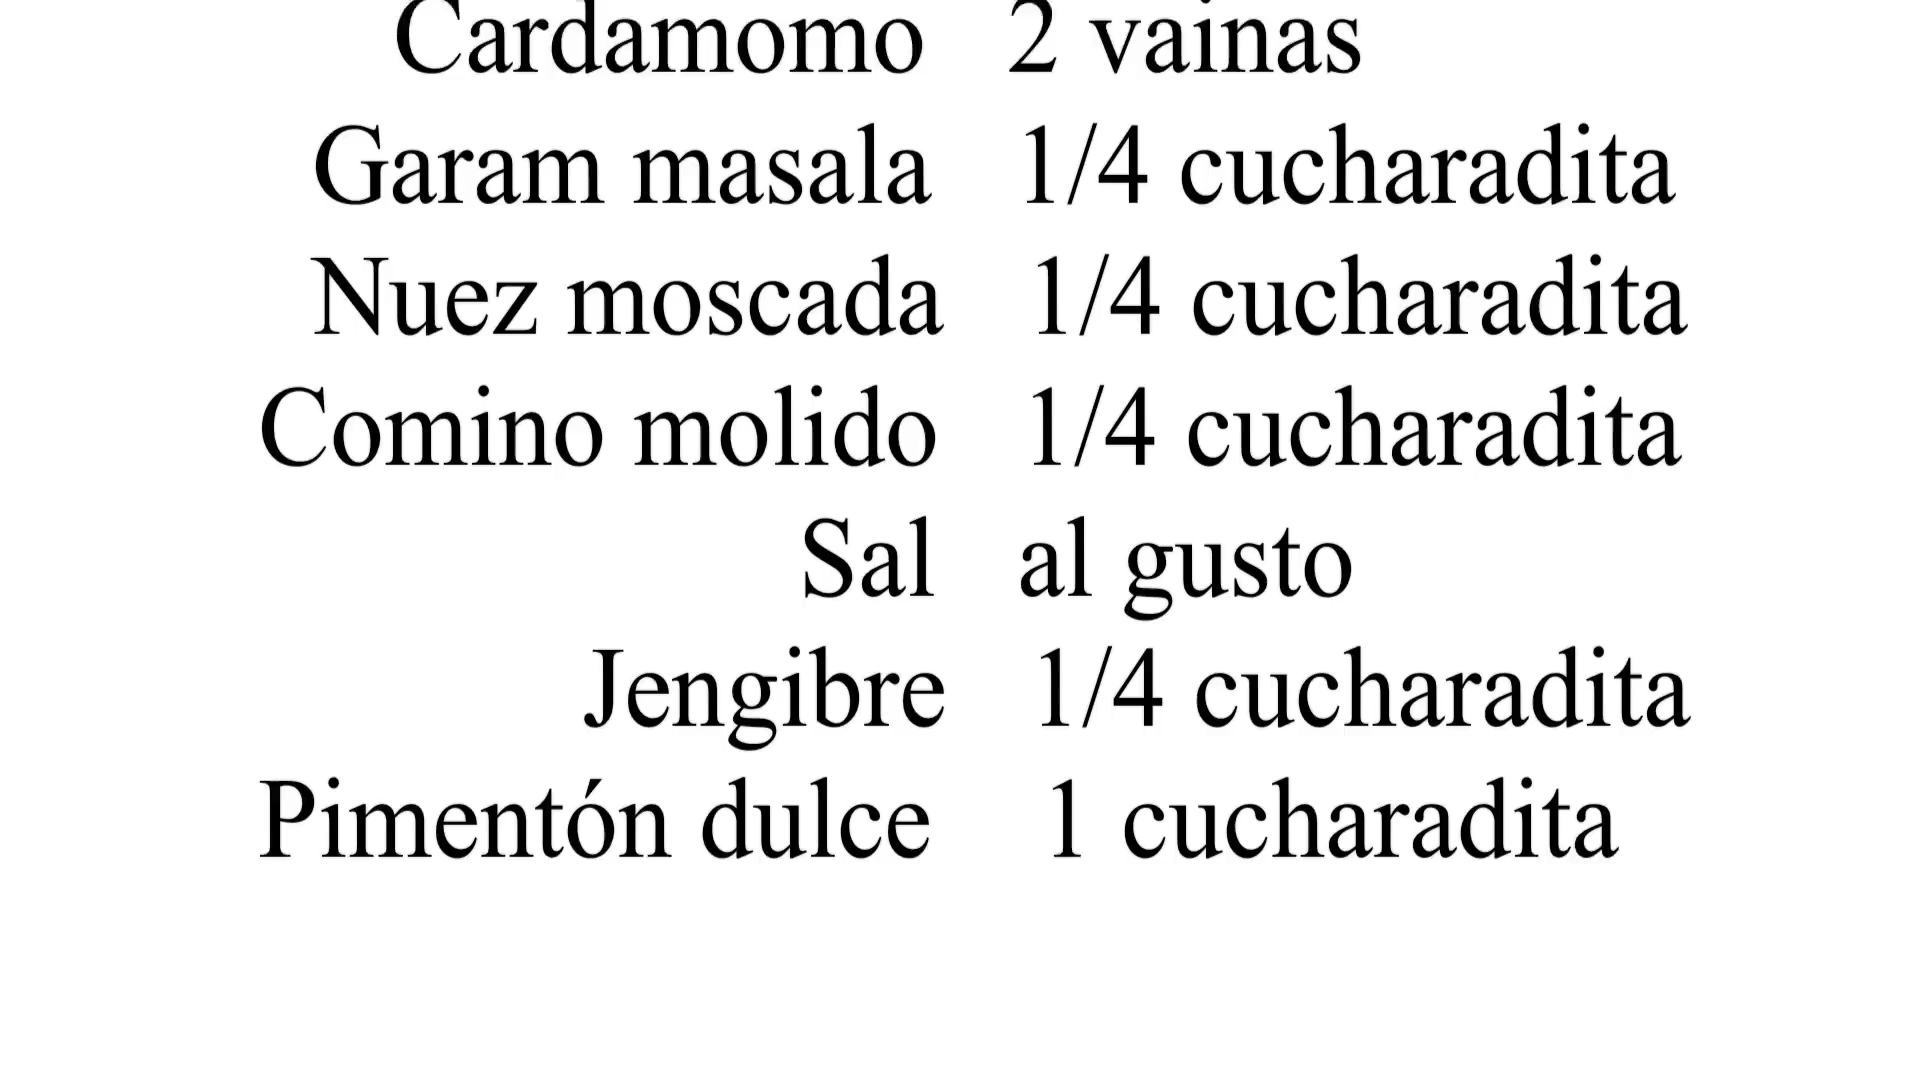 Cardamomo 2 vainas
Garam masala 1/4 cucharadita
Nuez moscada 1/4 cucharadita
Comino molido 1/4 cucharadita
Sal al gusto
Jengibre 1/4 cucharadita
Pimentón dulce 1 cucharadita